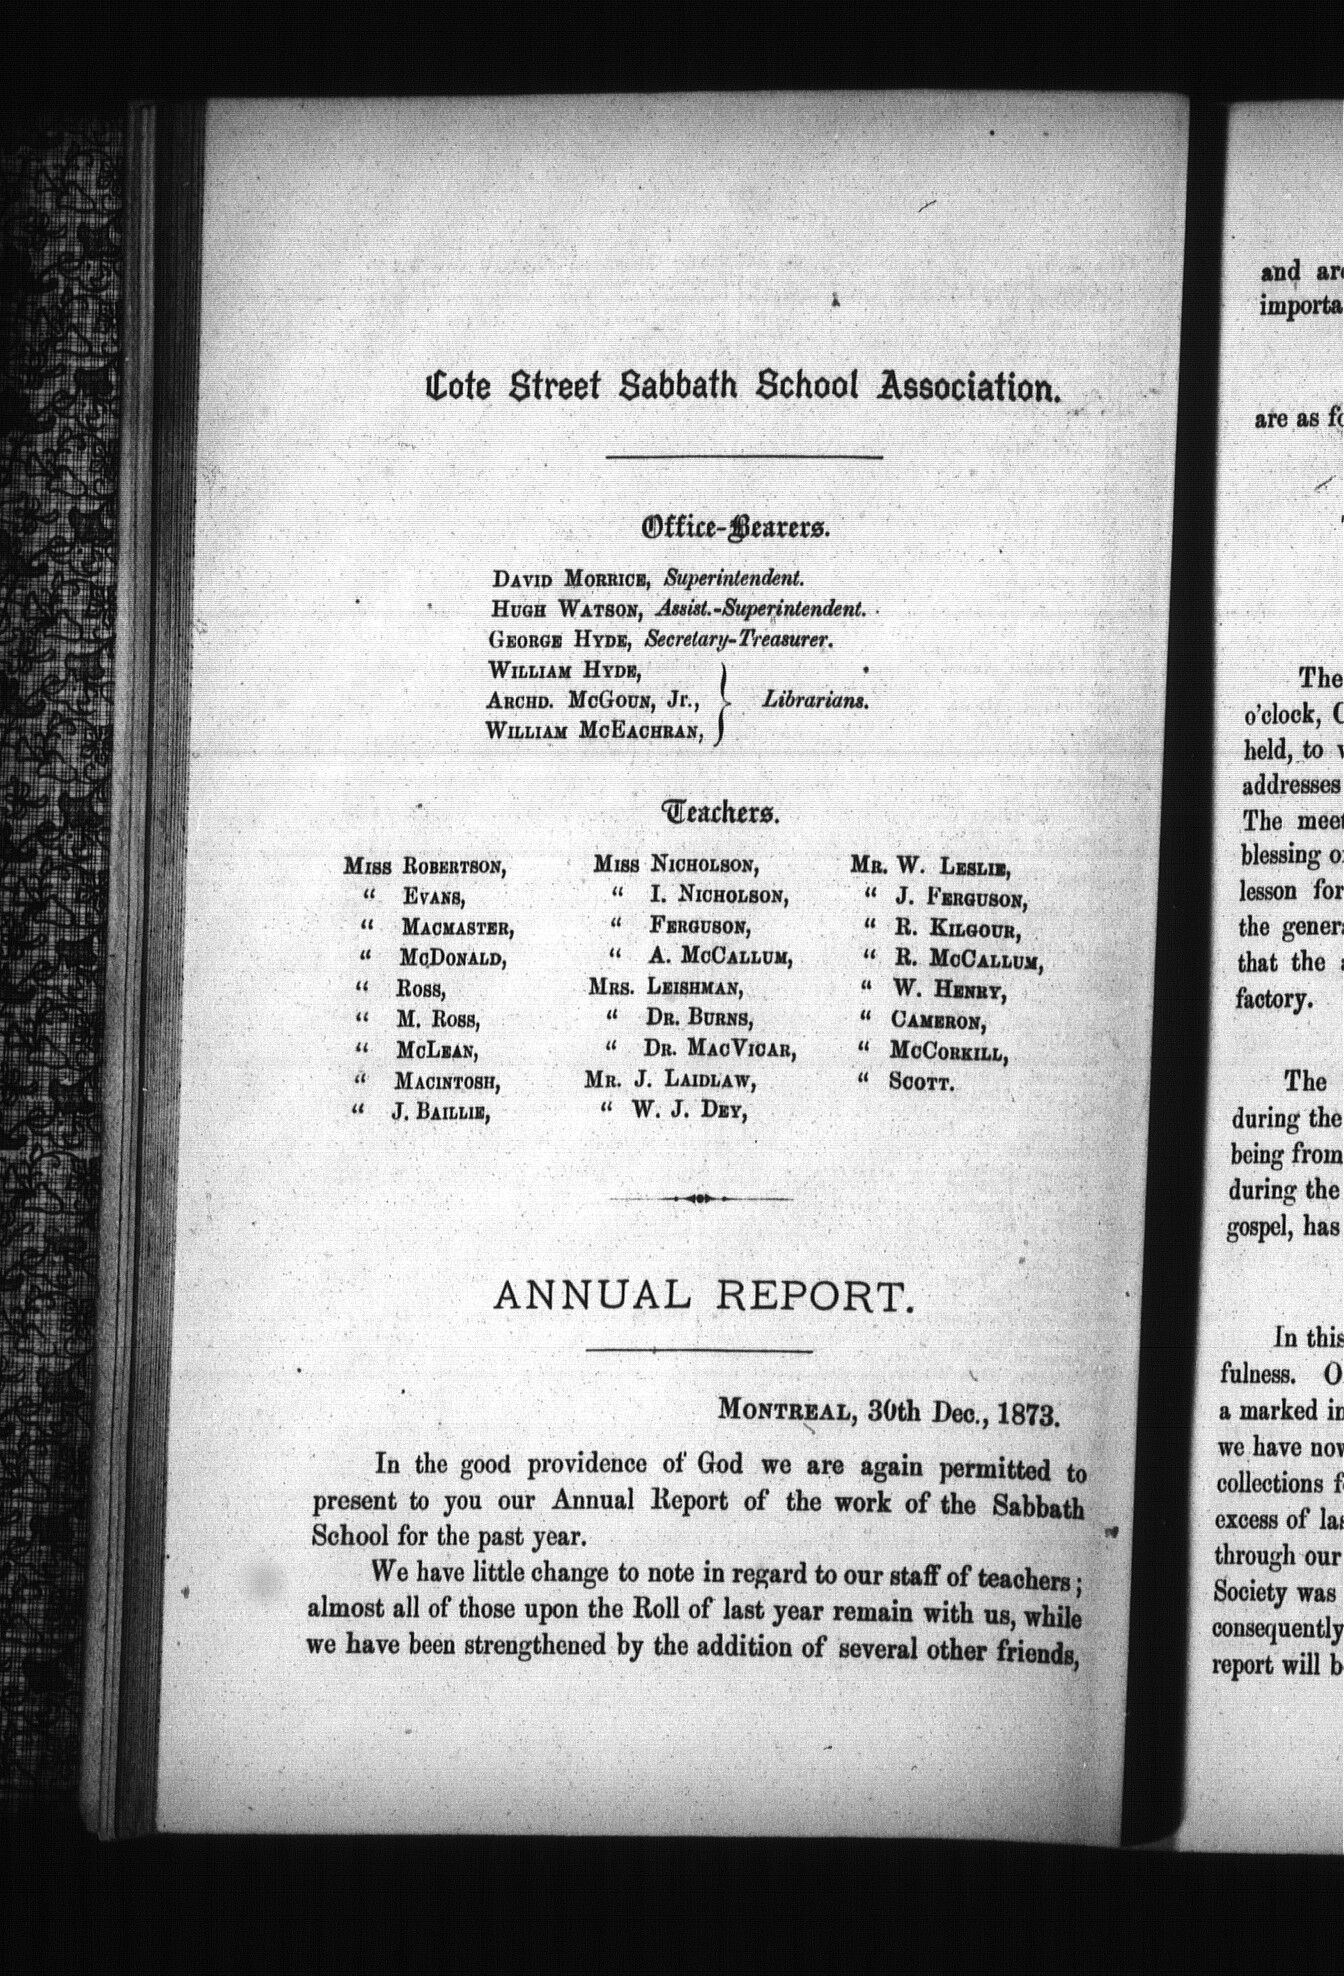 Cote Street Sabbath School Association.
Office-Bearers.
DAVID MORRICE, Superintendent.
HUGH WATSON, Assist.-Superintendent.
GEORGE HYDE, Secretary-Treasurer.
WILLIAM HYDE,
ARCHD. MCGOUN, Jr., } Librarians.
WILLIAM MCEACHRAN,
Teachers.
MISS ROBERTSON,
“ EVANS,
“ MACMASTER,
“ MCDONALD,
“ ROSS,
“ M. ROSS,
“ MCLEAN,
“ MACINTOSH,
“ J. BAILLIE,
MISS NICHOLSON,
“ I. NICHOLSON,
“ FERGUSON,
“ A. MCCALLUM,
MRS. LEISHMAN,
“ DR. BURNS,
“ DR. MACVICAR,
MR. J. LAIDLAW,
“ W. J. DEY,
MR. W. LESLIE,
“ J. FERGUSON,
“ R. KILGOUR,
“ R. MCCALLUM,
“ W. HENRY,
“ CAMERON,
“ MCCORKILL,
“ SCOTT.
ANNUAL REPORT.
MONTREAL, 30th Dec., 1873.
In the good providence of God we are again permitted to
present to you our Annual Report of the work of the Sabbath
School for the past year.
We have little change to note in regard to our staff of teachers;
almost all of those upon the Roll of last year remain with us, while
we have been strengthened by the addition of several other friends,
and
are as
The
o'clock,
held, to
addresses
The
blessing
lesson for
the
that the
factory.
The
during the
being from
during the
gospel, has
In this
fulness.
a marked
we have
collections
excess of
through our
Society was
consequently
report will